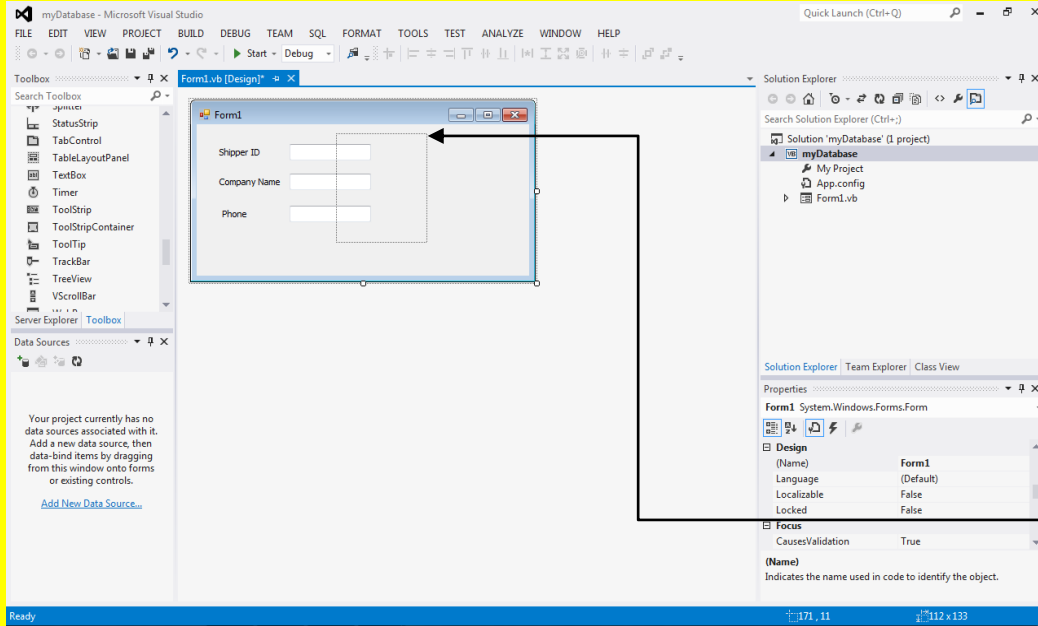 myDatabase - Microsoft Visual Studio
Quick Launch (Ctrl+Q)
FILE EDIT VIEW PROJECT BUILD DEBUG TEAM SQL FORMAT TOOLS TEST ANALYZE WINDOW HELP
Start - Debug
Toolbox
Search Toolbox
Splitter
StatusStrip
TabControl
TableLayoutPanel
TextBox
Timer
ToolStrip
ToolStripContainer
ToolTip
TrackBar
TreeView
VScrollBar
Server Explorer Toolbox
Data Sources
Your project currently has no
data sources associated with it.
Add a new data source, then
data-bind items by dragging
from this window onto forms
or existing controls.
Add New Data Source...
Form1.vb [Design]*
Form1
Shipper ID
Company Name
Phone
Solution Explorer
Search Solution Explorer (Ctrl+;)
Solution 'myDatabase' (1 project)
VB myDatabase
My Project
App.config
Form1.vb
Solution Explorer Team Explorer Class View
Properties
Form1 System.Windows.Forms.Form
Design
(Name) Form1
Language (Default)
Localizable False
Locked False
Focus
CausesValidation True
(Name)
Indicates the name used in code to identify the object.
Ready
171 , 11
112 x 133